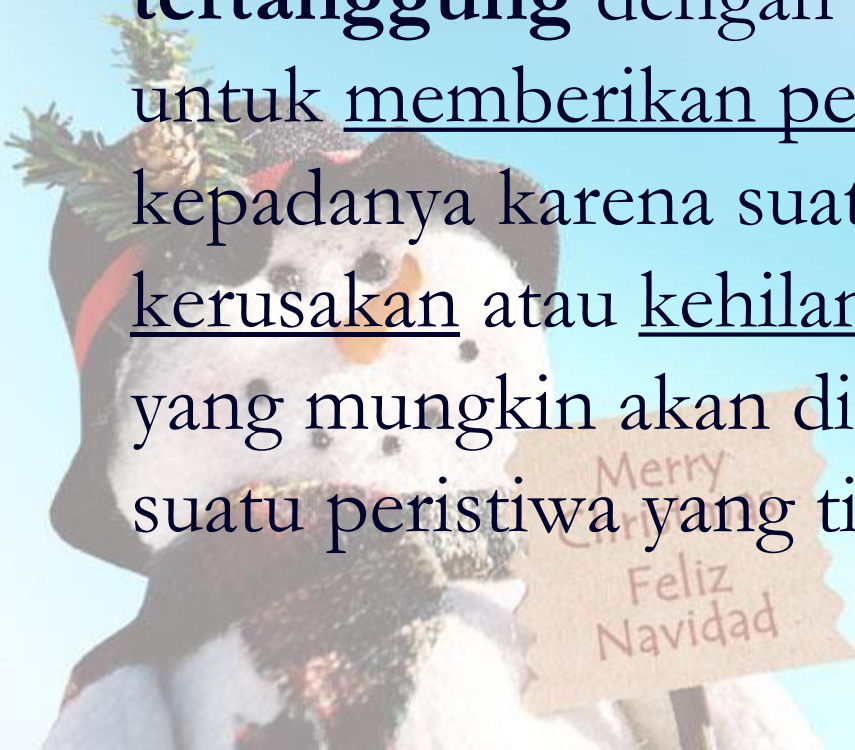 tertanggung dengan
untuk memberikan pe
kepadanya karena suat
kerusakan atau kehilan
yang mungkin akan di
suatu peristiwa yang ti
Merry
Christmas
Feliz
Navidad